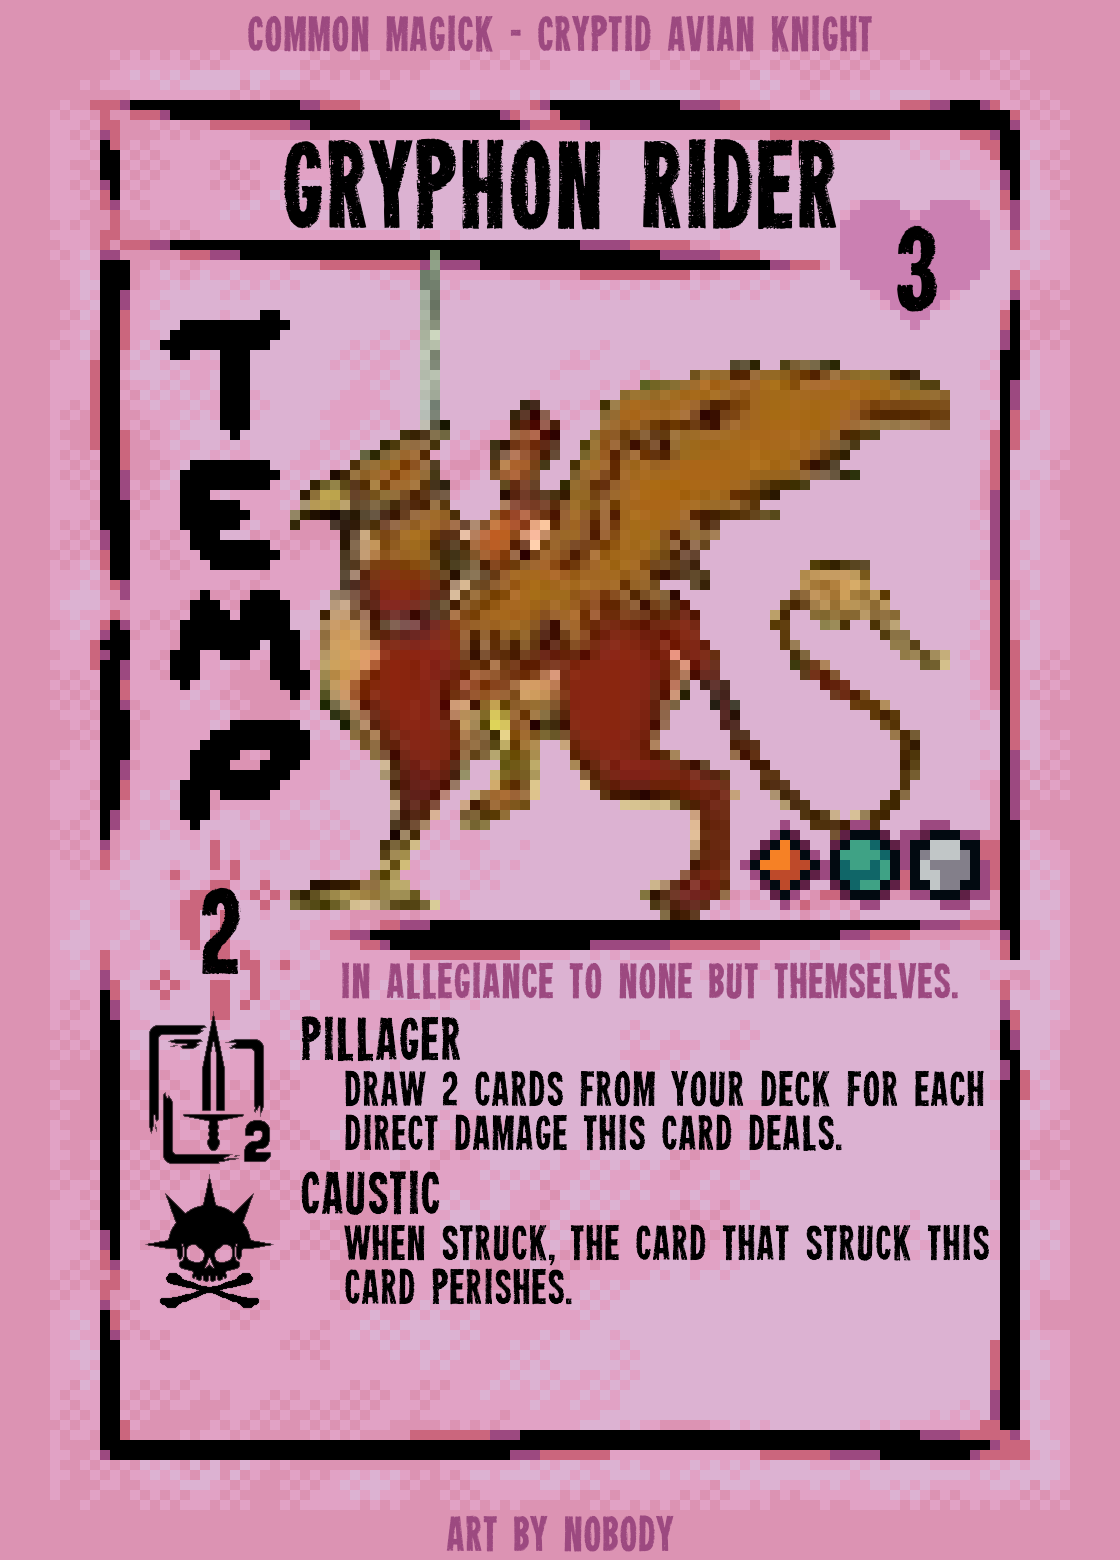 COMMON MAGICK - CRYPTID AVIAN KNIGHT
GRYPHON RIDER
3
TEMP
2
IN ALLEGIANCE TO NONE BUT THEMSELVES.
PILLAGER
DRAW 2 CARDS FROM YOUR DECK FOR EACH
DIRECT DAMAGE THIS CARD DEALS.
2
CAUSTIC
WHEN STRUCK, THE CARD THAT STRUCK THIS
CARD PERISHES.
ART BY NOBODY